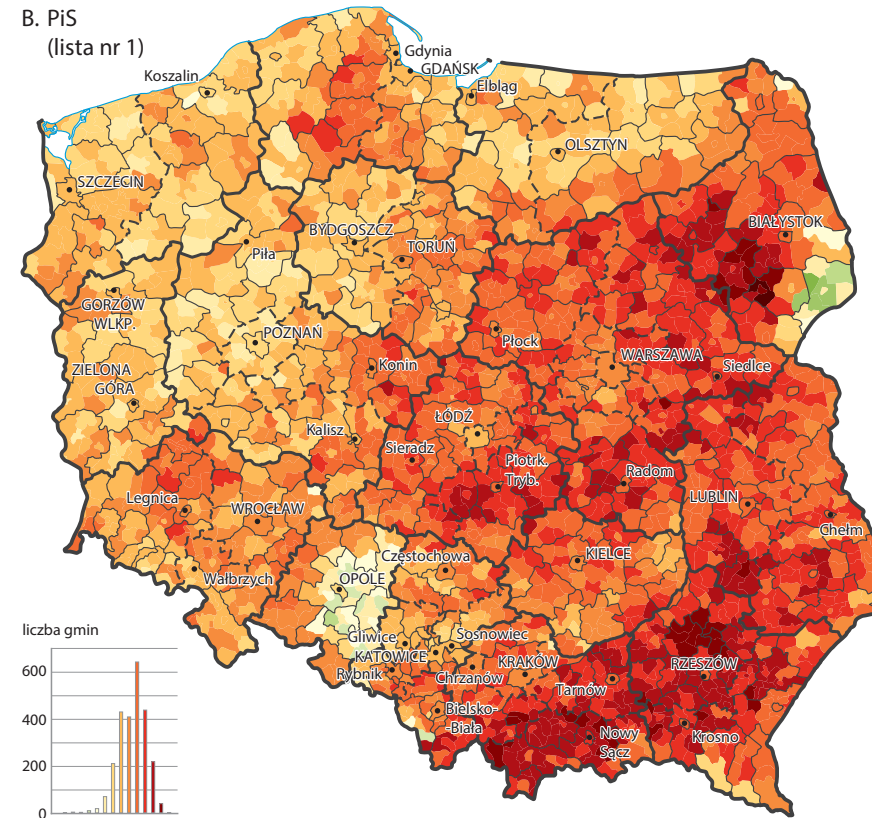 B. PiS
(lista nr 1)
Gdynia
GDAŃSK
Koszalin
Elbląg
OLSZTYN
SZCZECIN
BIAŁYSTOK
BYDGOSZCZ
TORUŃ
Piła
GORZÓW
WLKP.
POZNAŃ
Płock
WARSZAWA
Siedlce
Konin
ZIELONA
GÓRA
ŁÓDŹ
Kalisz
Sieradz
Piotrk.
Tryb.
Radom
LUBLIN
Legnica
WROCŁAW
Chełm
KIELCE
Częstochowa
Wałbrzych
OPOLE
Gliwice
Sosnowiec
KATOWICE
KRAKÓW
RZESZÓW
Rybnik
Chrzanów
Tarnów
Bielsko-
-Biała
Nowy
Sącz
Krosno
liczba gmin
600
400
200
0